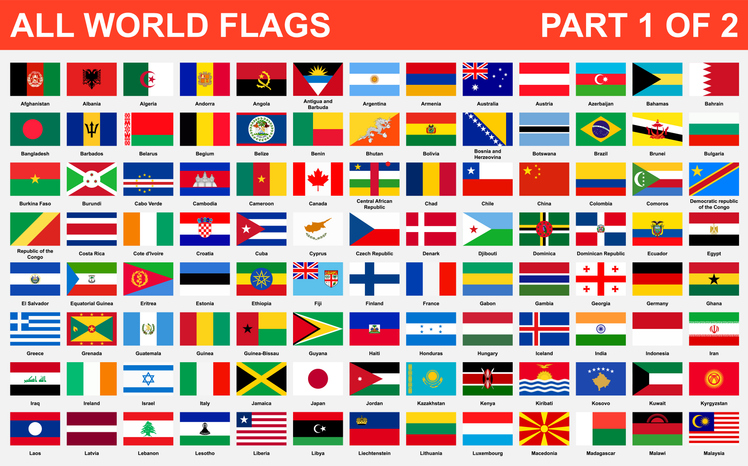 ALL WORLD FLAGS PART 1 OF 2
Afghanistan Albania Algeria Andorra Angola Antigua and Barbuda Argentina Armenia Australia Austria Azerbaijan Bahamas Bahrain
Bangladesh Barbados Belarus Begium Belize Benin Bhutan Bolivia Bosnia and Herzeovina Botswana Brazil Brunei Bulgaria
Burkina Faso Burundi Cabo Verde Cambodia Cameroon Canada Central African Republic Chad Chile China Colombia Comoros Democratic republic of the Congo
Republic of the Congo Costa Rica Cote d'Ivoire Croatia Cuba Cyprus Czech Republic Denark Djibouti Dominica Dominican Republic Ecuador Egypt
El Salvador Equatorial Guinea Eritrea Estonia Ethiopia Fiji Finland France Gabon Gambia Georgia Germany Ghana
Greece Grenada Guatemala Guinea Guinea-Bissau Guyana Haiti Honduras Hungary Iceland India Indonesia Iran
Iraq Ireland Israel Italy Jamaica Japan Jordan Kazakhstan Kenya Kiribati Kosovo Kuwait Kyrgyzstan
Laos Latvia Lebanon Lesotho Liberia Libya Liechtenstein Lithuania Luxembourg Macedonia Madagascar Malawi Malaysia